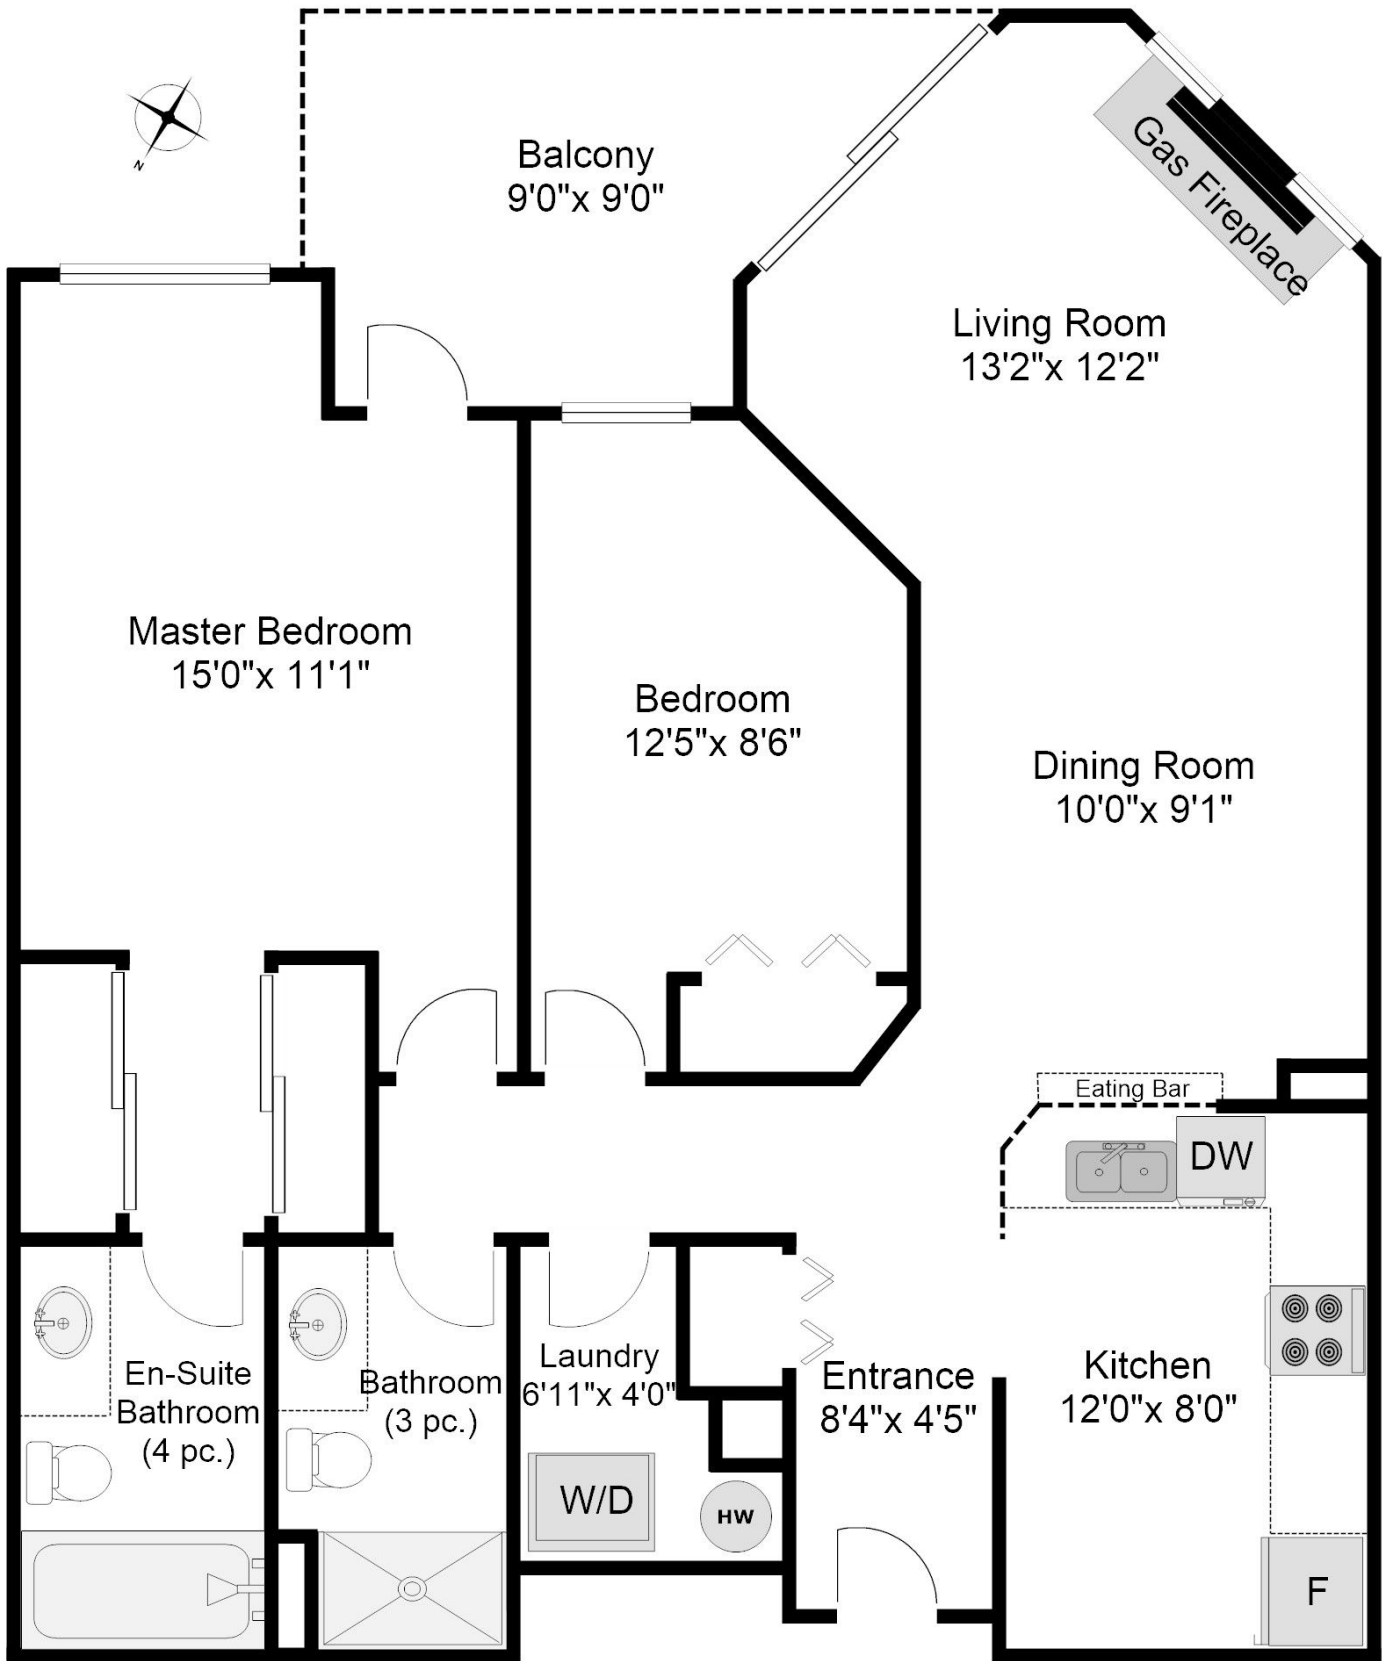 N
Balcony
9'0"x 9'0"
Gas Fireplace
Living Room
13'2"x 12'2"
Master Bedroom
15'0"x 11'1"
Bedroom
12'5"x 8'6"
Dining Room
10'0"x 9'1"
Eating Bar
DW
En-Suite
Bathroom
(4 pc.)
Bathroom
(3 pc.)
Laundry
6'11"x 4'0"
Entrance
8'4"x 4'5"
Kitchen
12'0"x 8'0"
W/D
HW
F